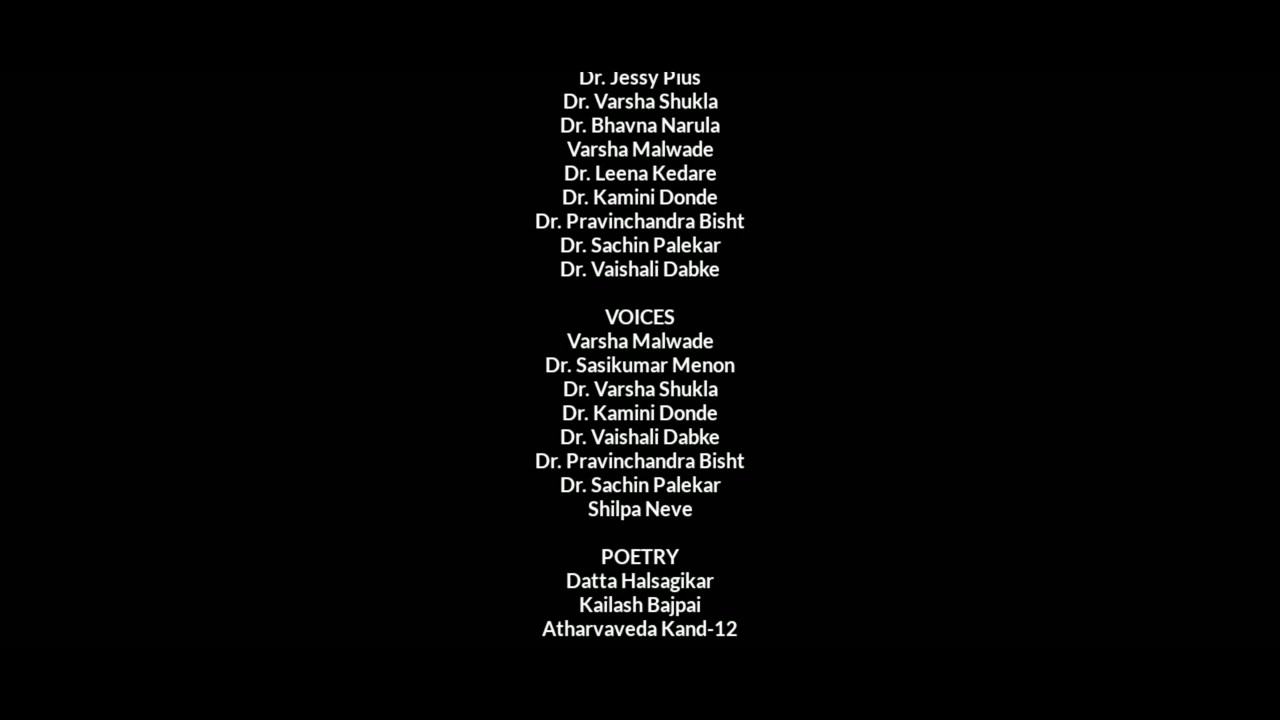 Dr. Jessy Pius
Dr. Varsha Shukla
Dr. Bhavna Narula
Varsha Malwade
Dr. Leena Kedare
Dr. Kamini Donde
Dr. Pravinchandra Bisht
Dr. Sachin Palekar
Dr. Vaishali Dabke
VOICES
Varsha Malwade
Dr. Sasikumar Menon
Dr. Varsha Shukla
Dr. Kamini Donde
Dr. Vaishali Dabke
Dr. Pravinchandra Bisht
Dr. Sachin Palekar
Shilpa Neve
POETRY
Datta Halsagikar
Kailash Bajpai
Atharvaveda Kand-12